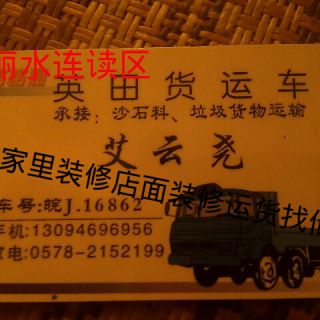 丽水连读区
英田货运车
承接：沙石料、垃圾货物运输
艾云尧
家里装修店面装修运货找他
车号:皖J.16862
手机:13094696956
家电:0578-2152199